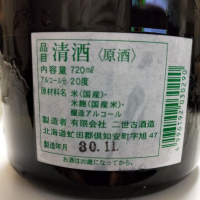 品目 清酒〈原酒〉
内容量 720ml
アルコール分 20度
原材料名 米(国産)・
米麹(国産米)・
醸造アルコール
製造者 有限会社 二世古酒造
北海道虻田郡倶知安町字旭47
製造年月 30.11
お酒は20歳になってから。
4996192030290